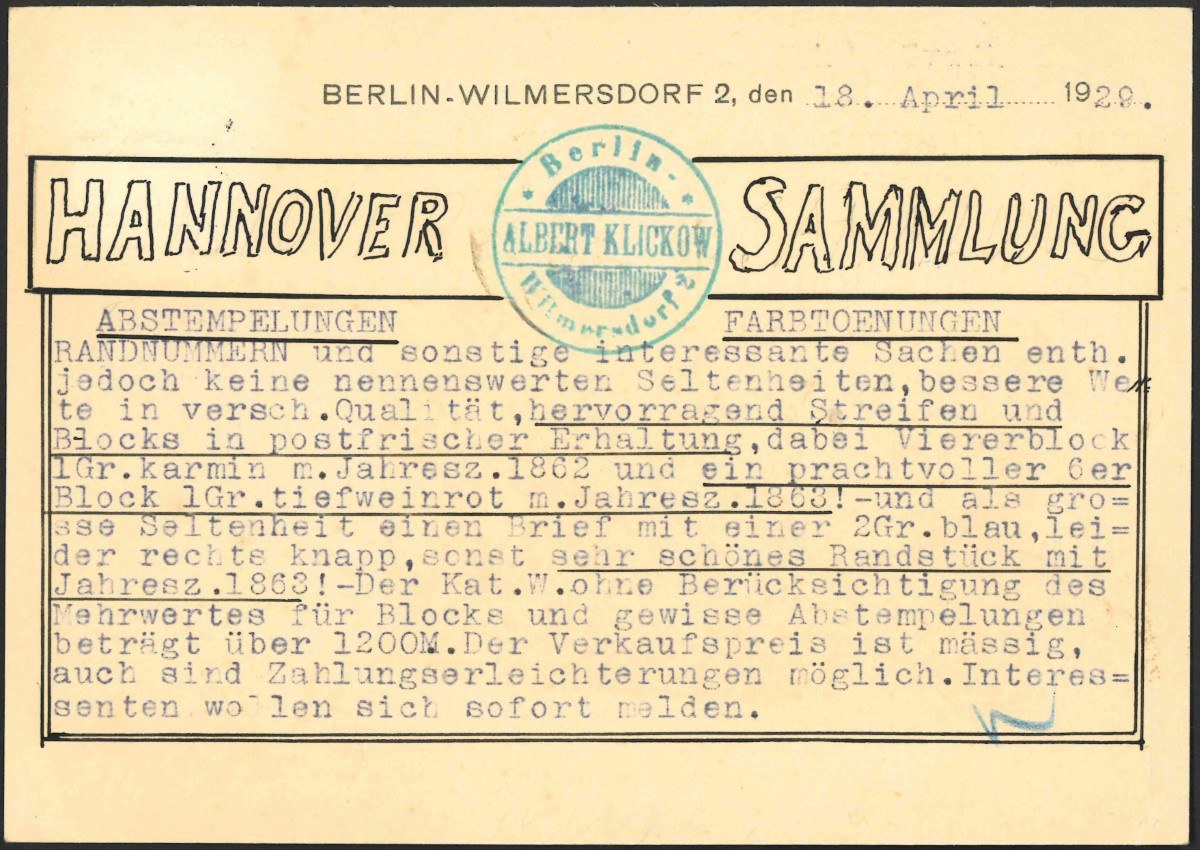 BERLIN-WILMERSDORF 2, den 18. April 1929.
HANNOVER SAMMLUNG
* Berlin- *
ALBERT KLICKOW
Wilmersdorf 2
ABSTEMPELUNGEN FARBTOENUNGEN
RANDNUMMERN und sonstige interessante Sachen enth.
jedoch keine nennenswerten Seltenheiten,bessere Wer
te in versch.Qualität,hervorragend Streifen und
Blocks in postfrischer Erhaltung,dabei Viererblock
1Gr.karmin m.Jahresz.1862 und ein prachtvoller 6er
Block 1Gr.tiefweinrot m.Jahresz.1863!-und als gro=
sse Seltenheit einen Brief mit einer 2Gr.blau,lei=
der rechts knapp,sonst sehr schönes Randstück mit
Jahresz.1863!-Der Kat.W.ohne Berücksichtigung des
Mehrwertes für Blocks und gewisse Abstempelungen
beträgt über 1200M.Der Verkaufspreis ist mässig,
auch sind Zahlungserleichterungen möglich.Interes=
senten wollen sich sofort melden.